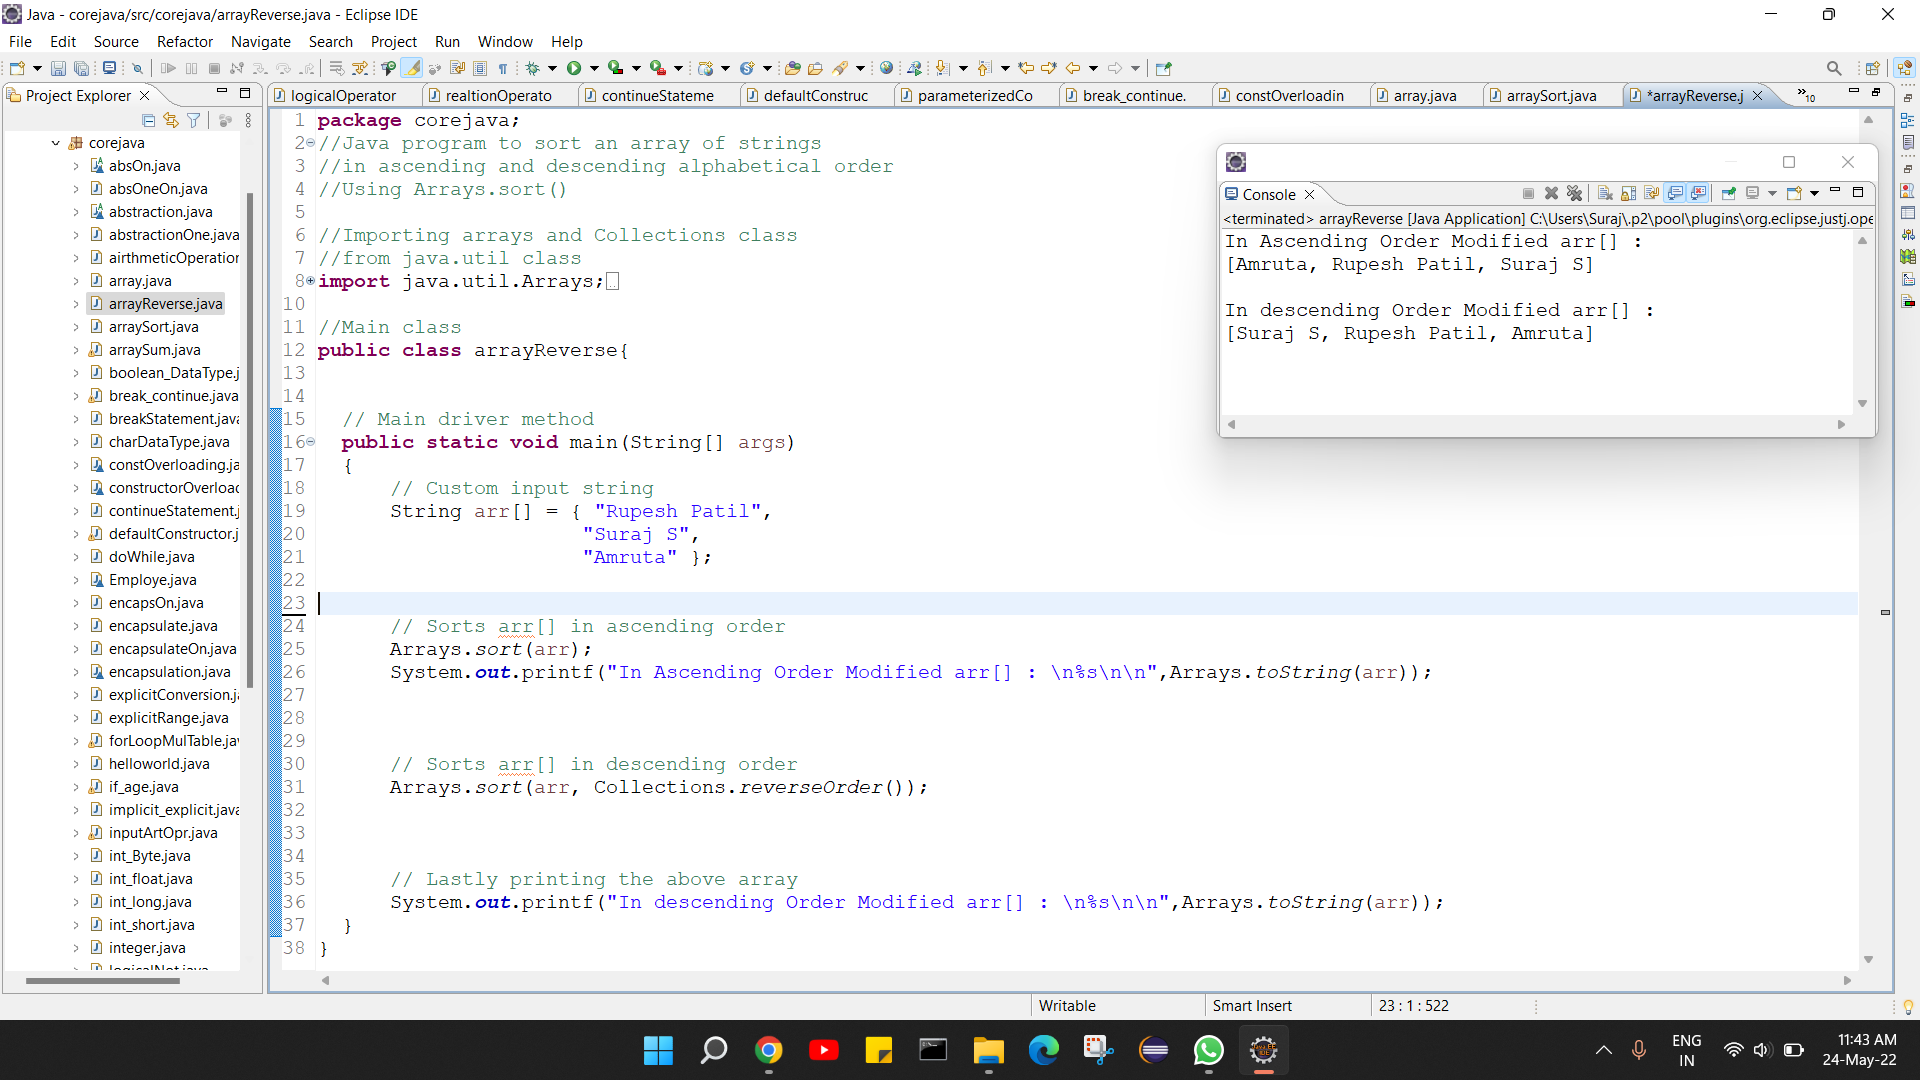 Java - corejava/src/corejava/arrayReverse.java - Eclipse IDE
File Edit Source Refactor Navigate Search Project Run Window Help
Project Explorer
logicalOperator
realtionOperato
continueStateme
defaultConstruc
parameterizedCo
break_continue.
constOverloadin
array.java
arraySort.java
*arrayReverse.j
»10
corejava
absOn.java
absOneOn.java
abstraction.java
abstractionOne.java
airthmeticOperation
array.java
arrayReverse.java
arraySort.java
arraySum.java
boolean_DataType.j
break_continue.java
breakStatement.java
charDataType.java
constOverloading.ja
constructorOverload
continueStatement.j
defaultConstructor.j
doWhile.java
Employe.java
encapsOn.java
encapsulate.java
encapsulateOn.java
encapsulation.java
explicitConversion.ja
explicitRange.java
forLoopMulTable.jav
helloworld.java
if_age.java
implicit_explicit.java
inputArtOpr.java
int_Byte.java
int_float.java
int_long.java
int_short.java
integer.java
logicalNot.java
1 package corejava;
2 //Java program to sort an array of strings
3 //in ascending and descending alphabetical order
4 //Using Arrays.sort()
5
6 //Importing arrays and Collections class
7 //from java.util class
8 import java.util.Arrays;
10
11 //Main class
12 public class arrayReverse{
13
14
15 // Main driver method
16 public static void main(String[] args)
17 {
18 // Custom input string
19 String arr[] = { "Rupesh Patil",
20 "Suraj S",
21 "Amruta" };
22
23
24 // Sorts arr[] in ascending order
25 Arrays.sort(arr);
26 System.out.printf("In Ascending Order Modified arr[] : \n%s\n\n",Arrays.toString(arr));
27
28
29
30 // Sorts arr[] in descending order
31 Arrays.sort(arr, Collections.reverseOrder());
32
33
34
35 // Lastly printing the above array
36 System.out.printf("In descending Order Modified arr[] : \n%s\n\n",Arrays.toString(arr));
37 }
38 }
Console
<terminated> arrayReverse [Java Application] C:\Users\Suraj\.p2\pool\plugins\org.eclipse.justj.ope
In Ascending Order Modified arr[] :
[Amruta, Rupesh Patil, Suraj S]
In descending Order Modified arr[] :
[Suraj S, Rupesh Patil, Amruta]
Writable
Smart Insert
23 : 1 : 522
ENG
IN
11:43 AM
24-May-22